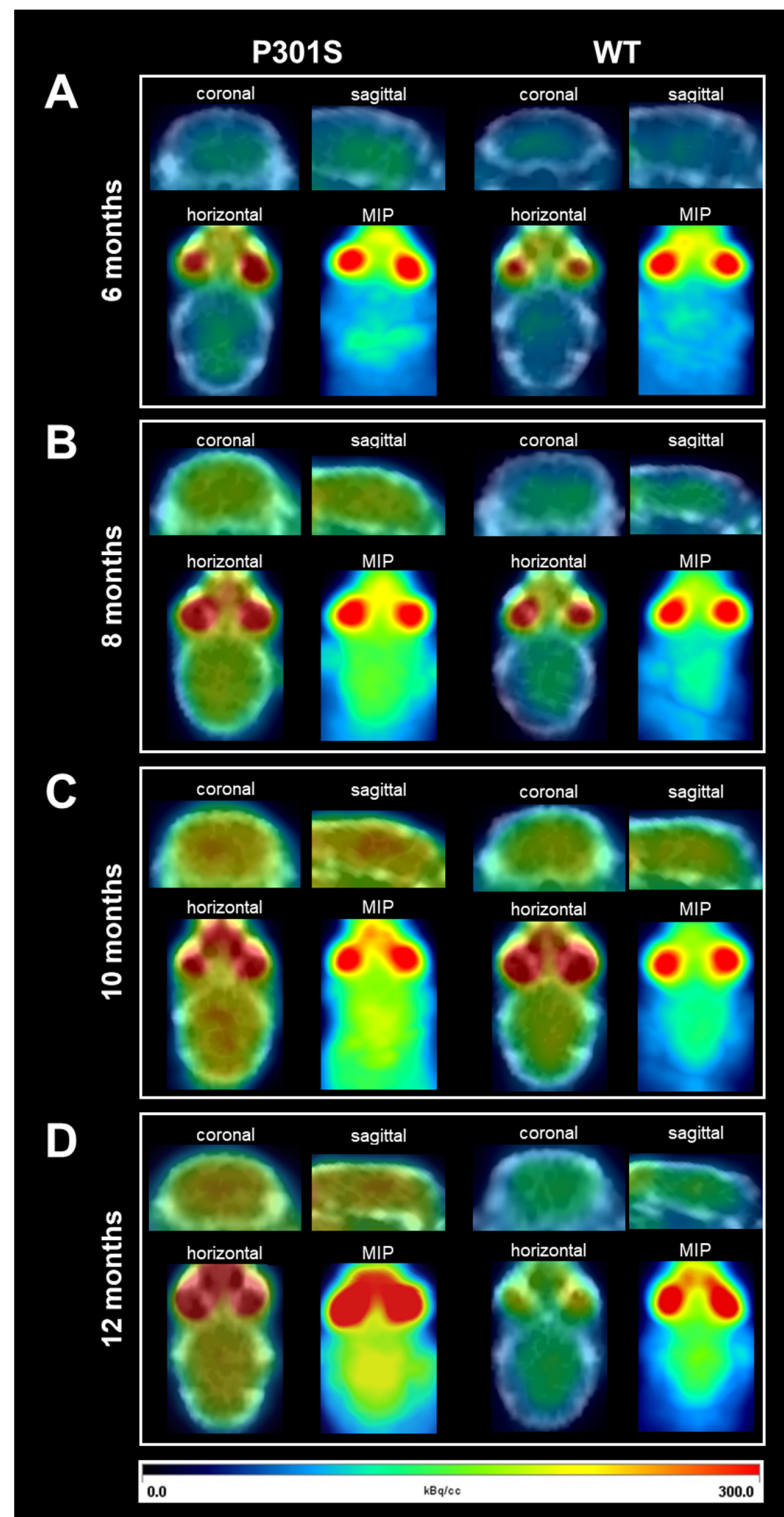 P301S WT
A
6 months
coronal sagittal coronal sagittal
horizontal MIP horizontal MIP
B
8 months
coronal sagittal coronal sagittal
horizontal MIP horizontal MIP
C
10 months
coronal sagittal coronal sagittal
horizontal MIP horizontal MIP
D
12 months
coronal sagittal coronal sagittal
horizontal MIP horizontal MIP
0.0 kBq/cc 300.0